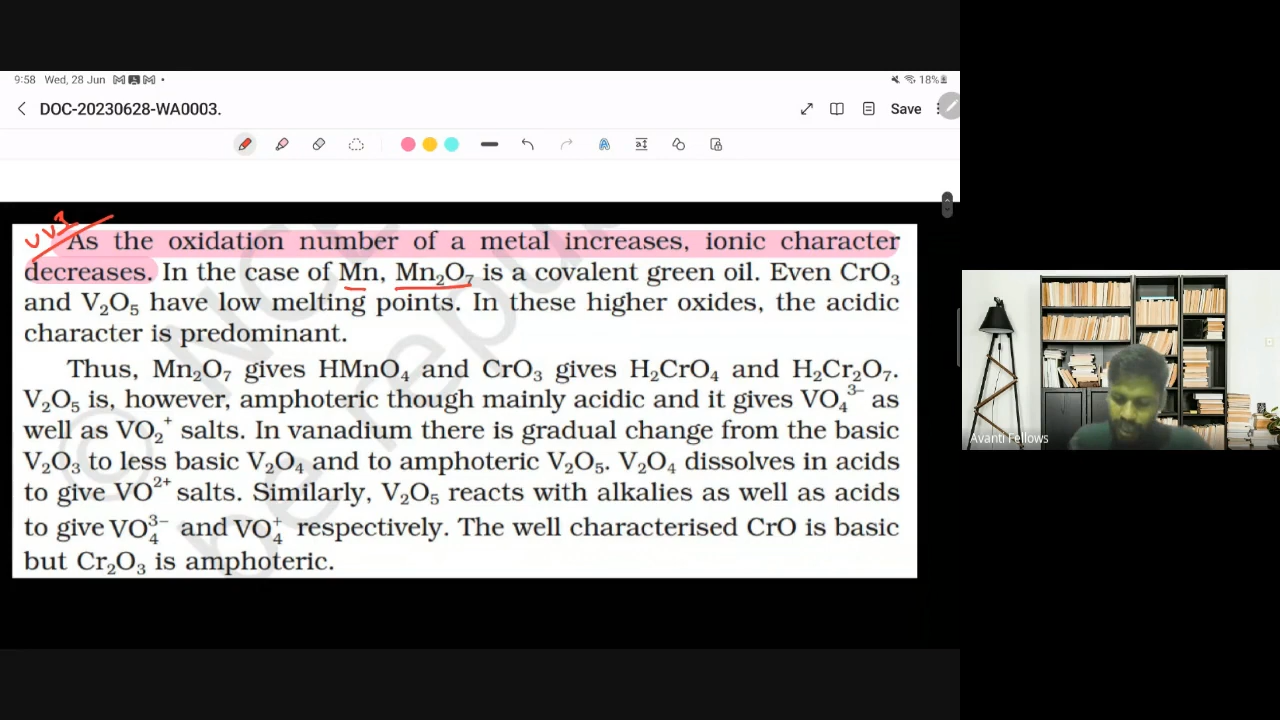 9:58 Wed, 28 Jun
18%
DOC-20230628-WA0003.
Save
VVI
As the oxidation number of a metal increases, ionic character
decreases. In the case of Mn, Mn₂O₇ is a covalent green oil. Even CrO₃
and V₂O₅ have low melting points. In these higher oxides, the acidic
character is predominant.
Thus, Mn₂O₇ gives HMnO₄ and CrO₃ gives H₂CrO₄ and H₂Cr₂O₇.
V₂O₅ is, however, amphoteric though mainly acidic and it gives VO₄³⁻ as
well as VO₂⁺ salts. In vanadium there is gradual change from the basic
V₂O₃ to less basic V₂O₄ and to amphoteric V₂O₅. V₂O₄ dissolves in acids
to give VO²⁺ salts. Similarly, V₂O₅ reacts with alkalies as well as acids
to give VO₄³⁻ and VO₄⁺ respectively. The well characterised CrO is basic
but Cr₂O₃ is amphoteric.
Avanti Fellows